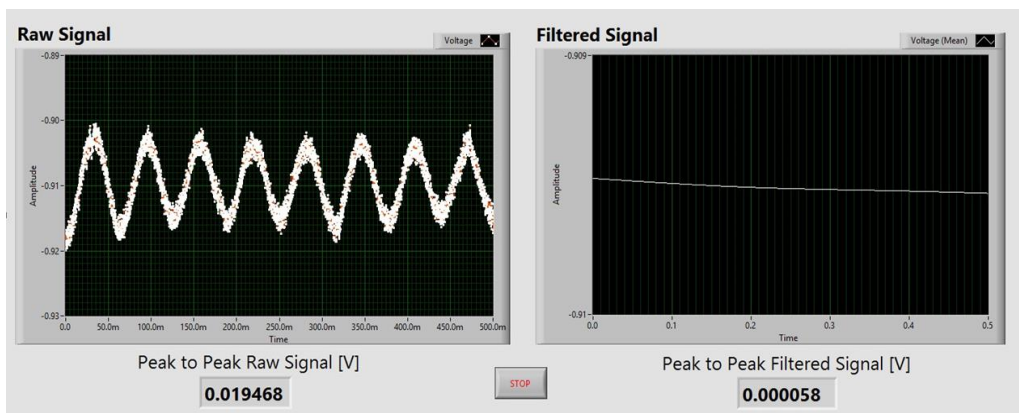 Raw Signal
Voltage
-0.89
-0.90
-0.91
-0.92
-0.93
Amplitude
0.0 50.0m 100.0m 150.0m 200.0m 250.0m 300.0m 350.0m 400.0m 450.0m 500.0m
Time
Peak to Peak Raw Signal [V]
0.019468
STOP
Filtered Signal
Voltage (Mean)
-0.909
-0.91
Amplitude
0.0 0.1 0.2 0.3 0.4 0.5
Time
Peak to Peak Filtered Signal [V]
0.000058